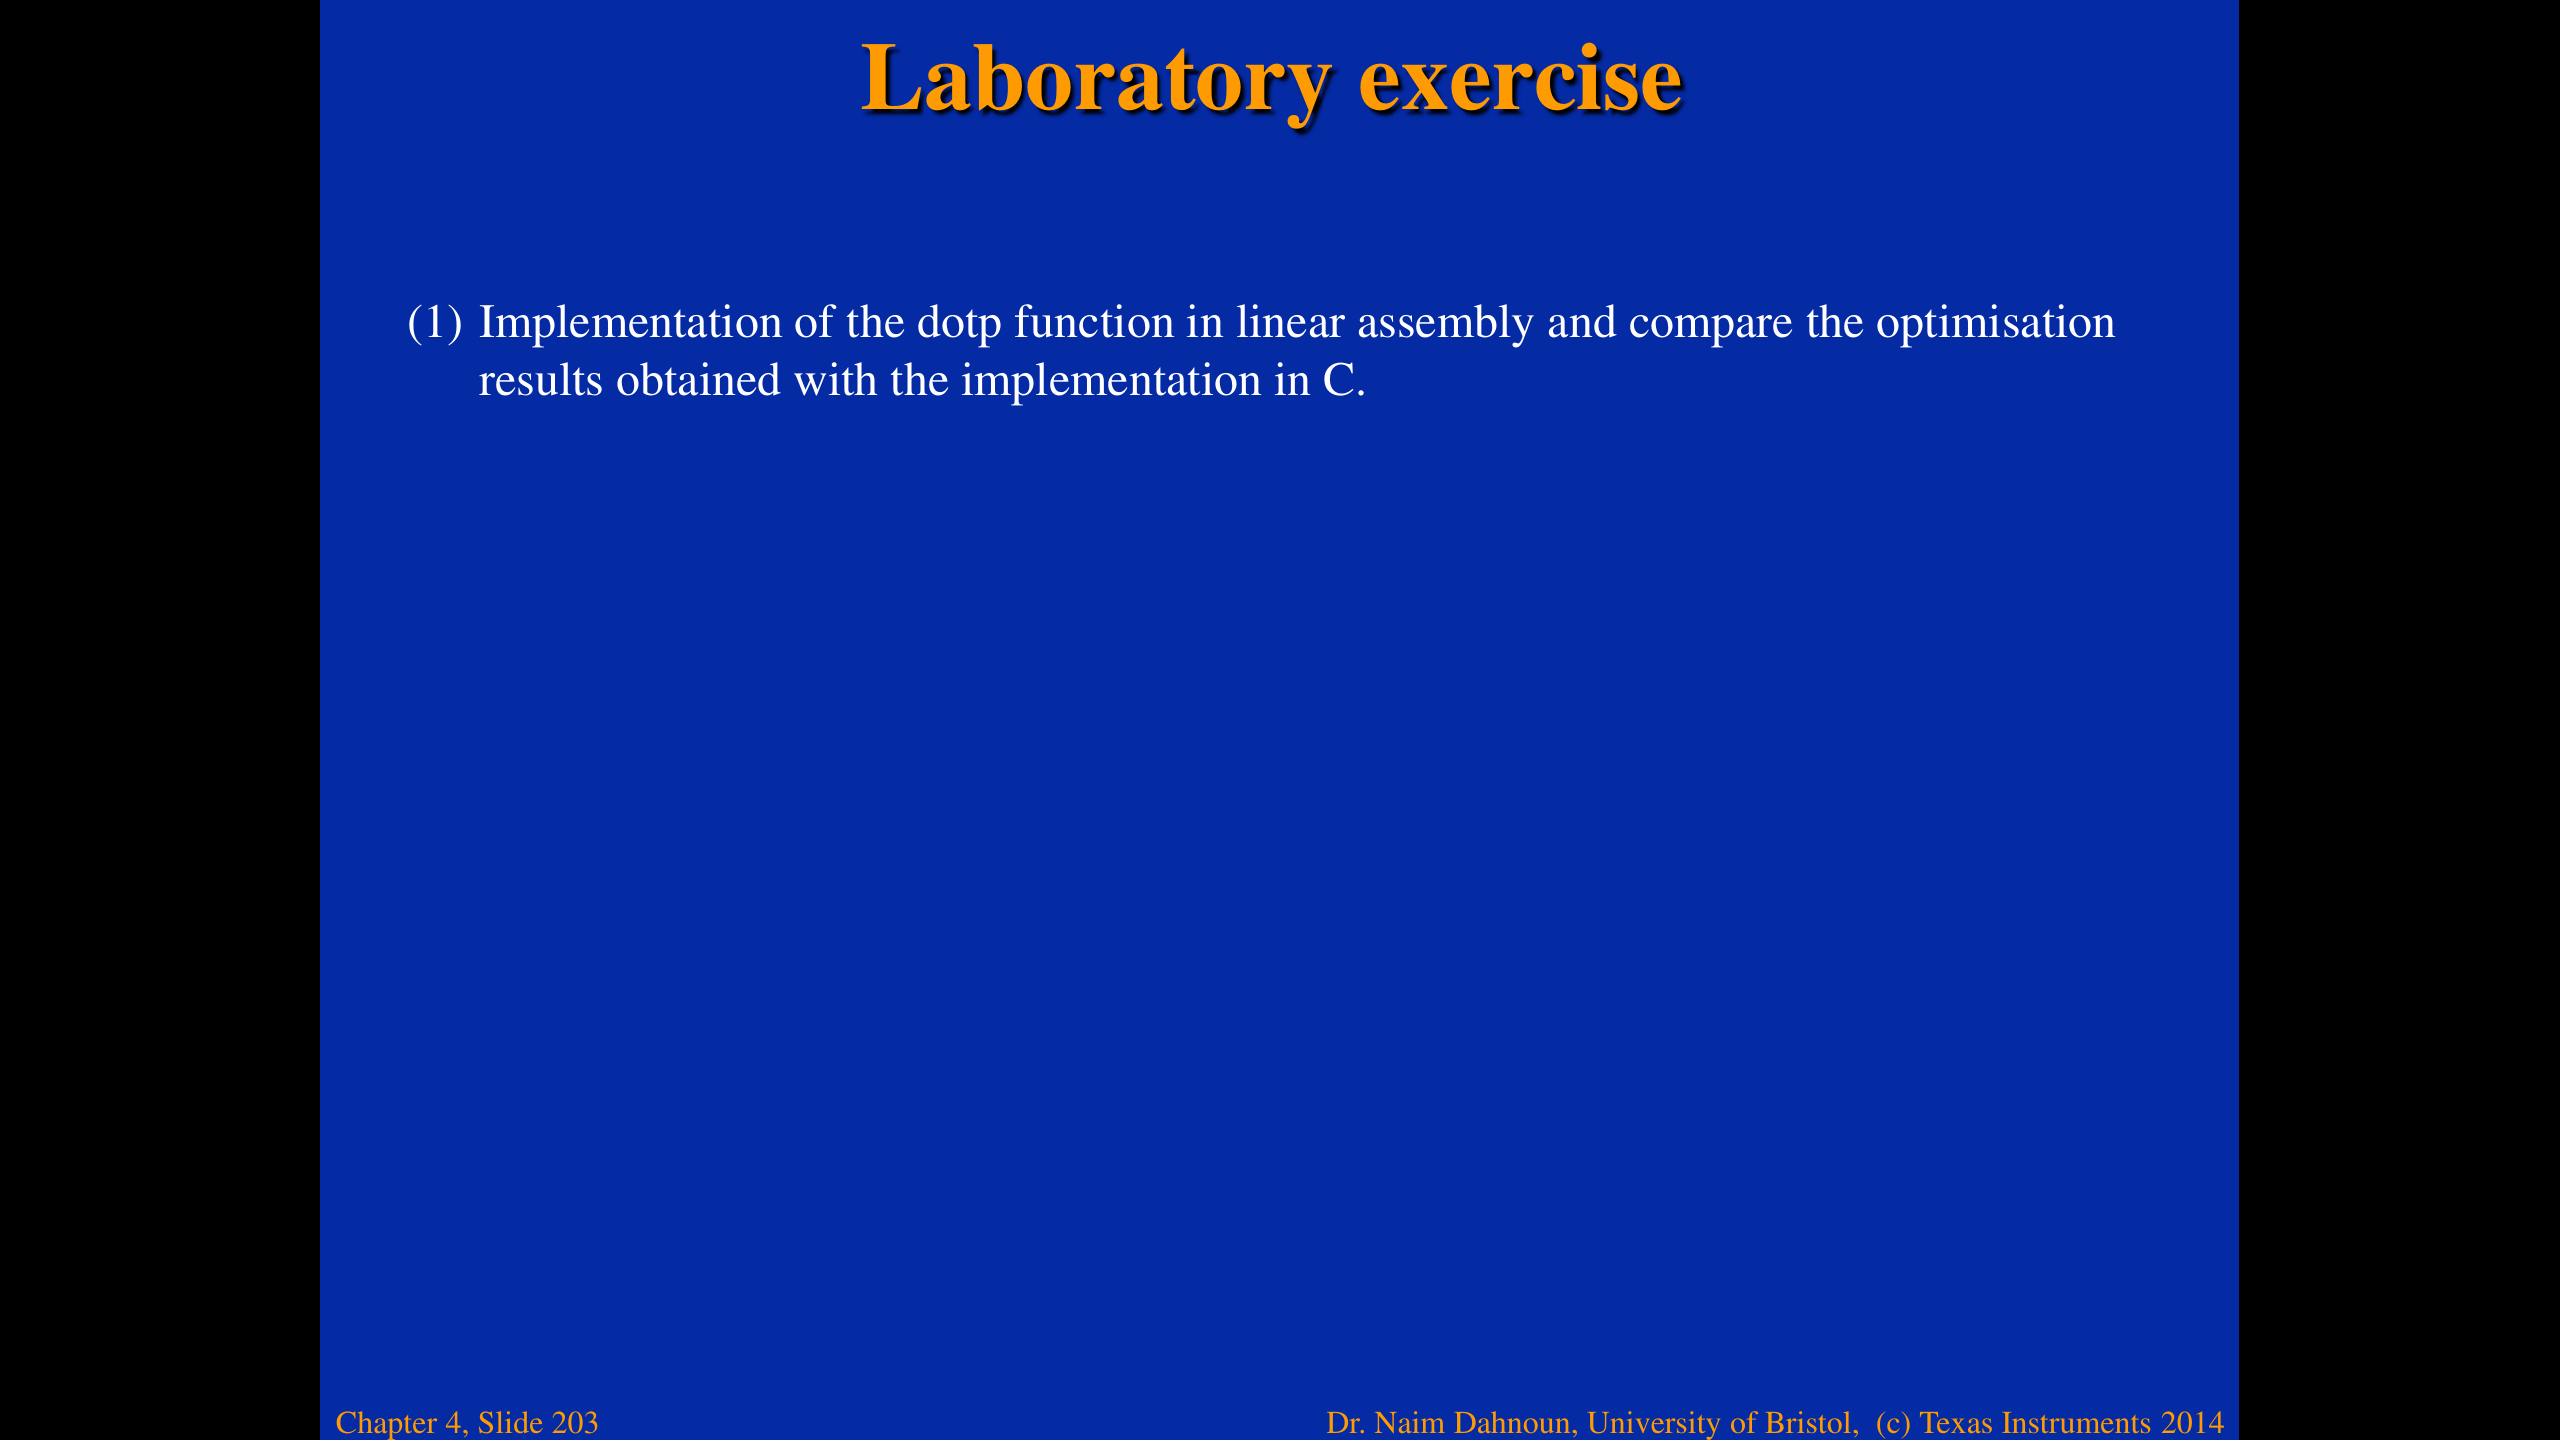 Laboratory exercise
(1) Implementation of the dotp function in linear assembly and compare the optimisation
results obtained with the implementation in C.
Chapter 4, Slide 203
Dr. Naim Dahnoun, University of Bristol, (c) Texas Instruments 2014